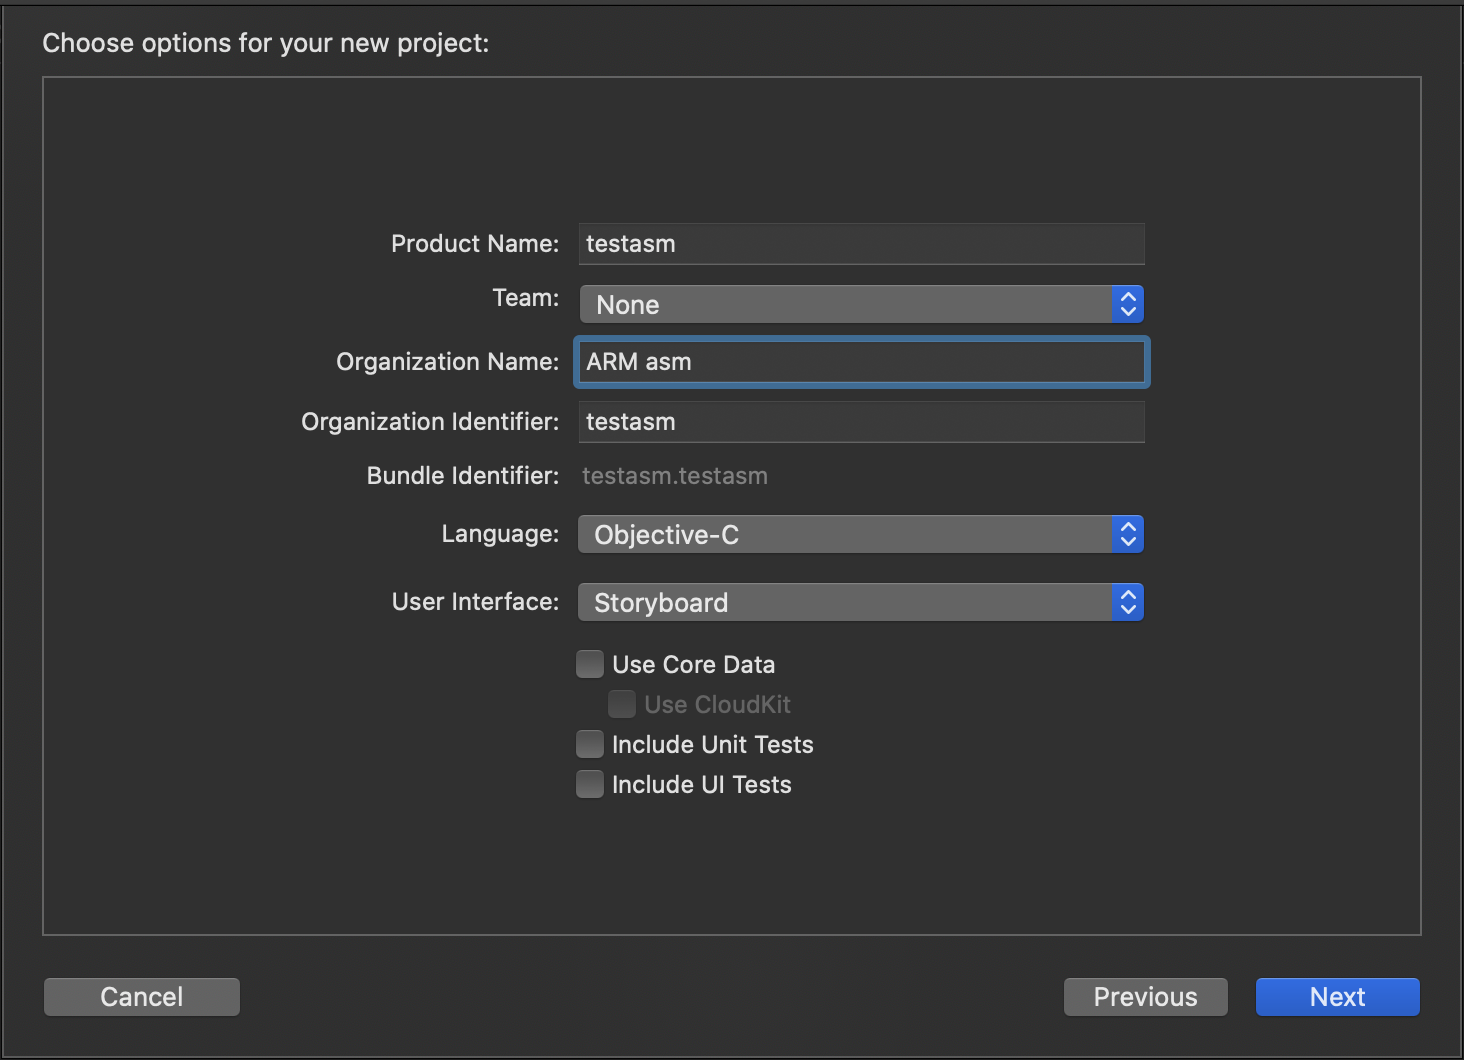 Choose options for your new project:
Product Name: testasm
Team: None
Organization Name: ARM asm
Organization Identifier: testasm
Bundle Identifier: testasm.testasm
Language: Objective-C
User Interface: Storyboard
Use Core Data
Use CloudKit
Include Unit Tests
Include UI Tests
Cancel Previous Next